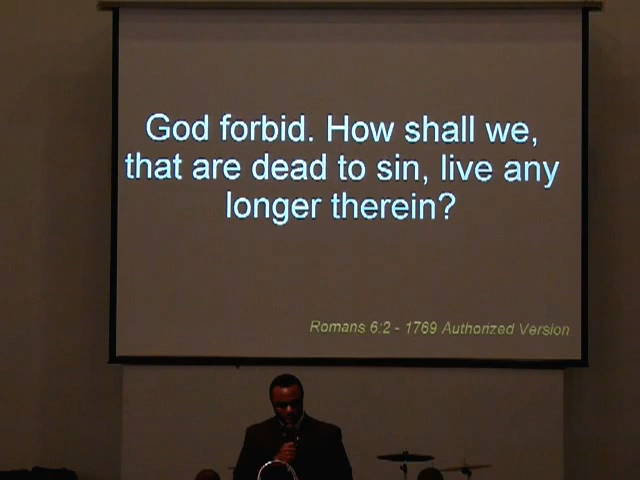 God forbid. How shall we,
that are dead to sin, live any
longer therein?
Romans 6:2 - 1769 Authorized Version